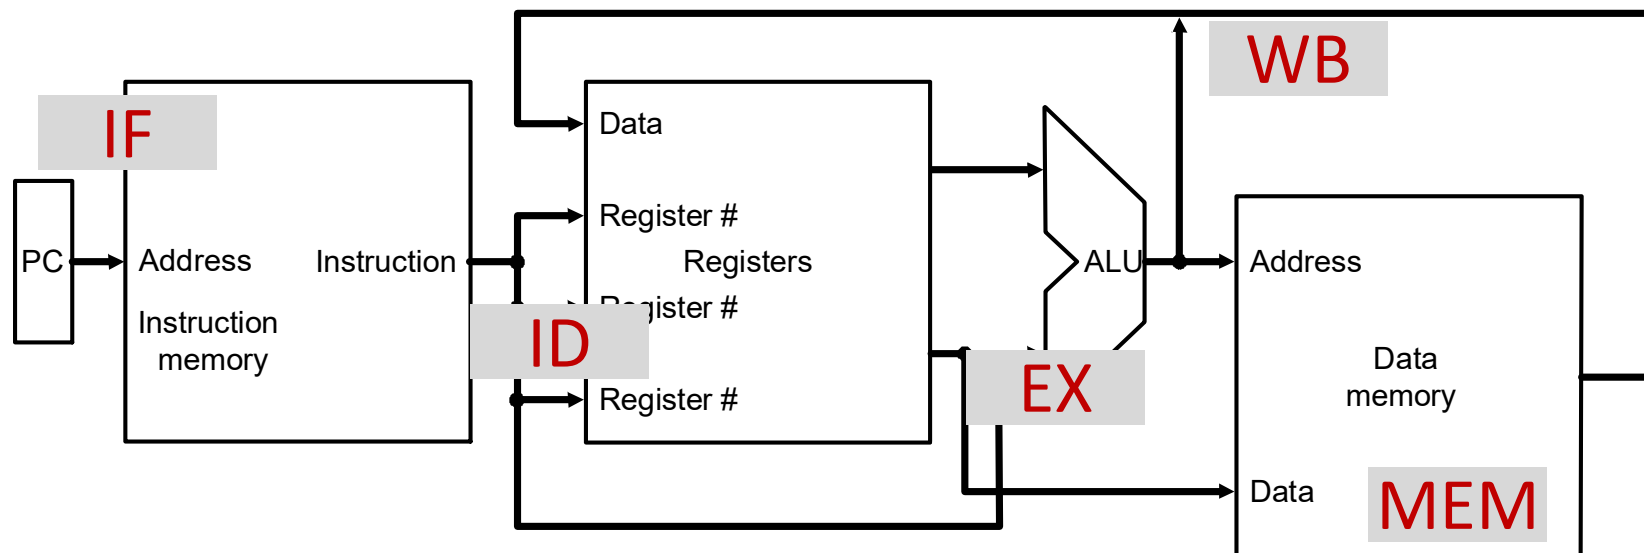 WB
IF
Data
Register #
PC
Address
Instruction
Registers
ALU
Address
Register #
Instruction
memory
ID
Data
memory
EX
Register #
Data
MEM